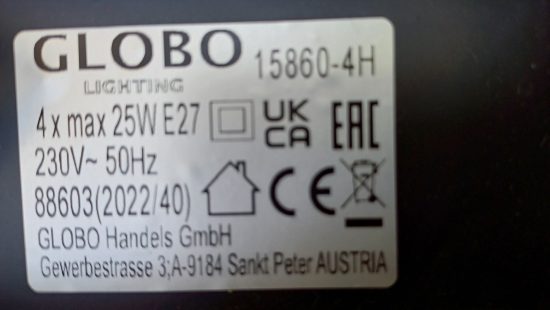 GLOBO 15860-4H
LIGHTING
4 x max 25W E27 UK CA EAC
230V~ 50Hz
88603(2022/40) CE
GLOBO Handels GmbH
Gewerbestrasse 3;A-9184 Sankt Peter AUSTRIA